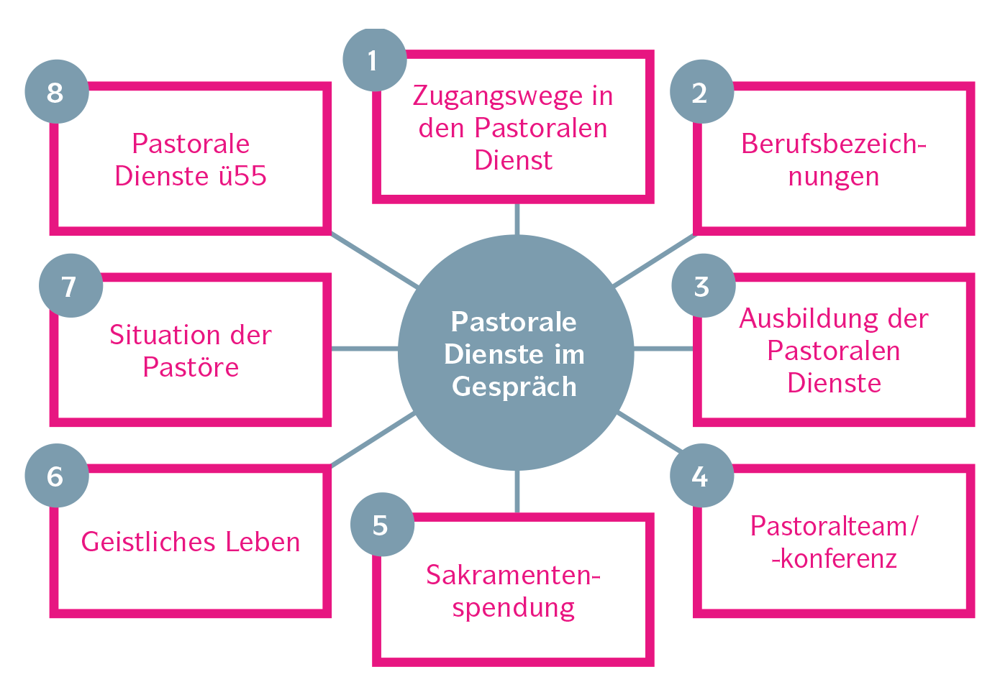 Pastorale
Dienste im
Gespräch
1
Zugangswege in
den Pastoralen
Dienst
2
Berufsbezeich-
nungen
3
Ausbildung der
Pastoralen
Dienste
4
Pastoralteam/
-konferenz
5
Sakramenten-
spendung
6
Geistliches Leben
7
Situation der
Pastöre
8
Pastorale
Dienste ü55